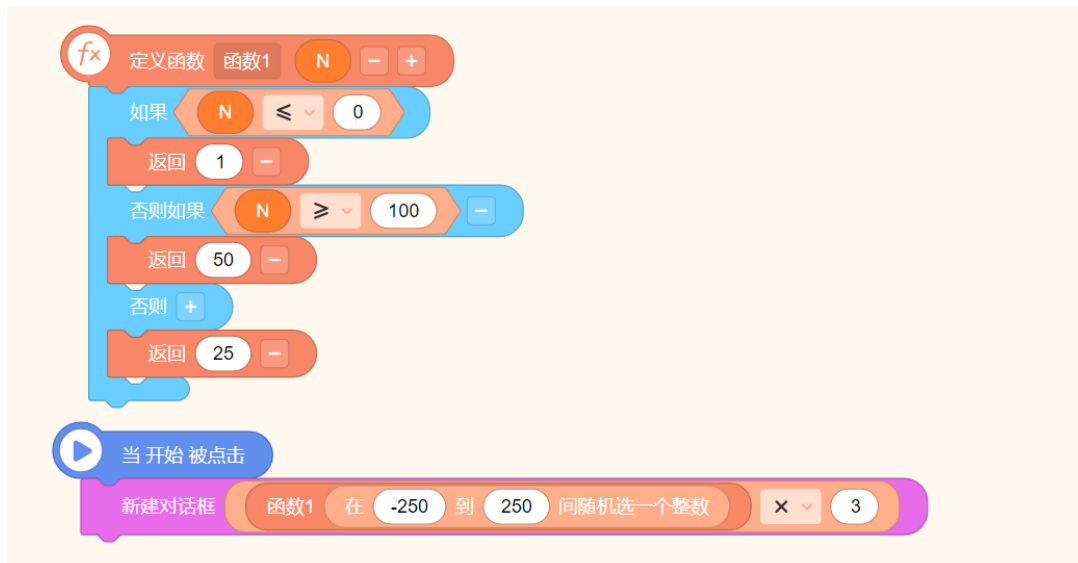 fx 定义函数 函数1 N − +
如果 N ≤ 0
返回 1 −
否则如果 N ≥ 100 −
返回 50 −
否则 +
返回 25 −
当 开始 被点击
新建对话框 函数1 在 -250 到 250 间随机选一个整数 × 3